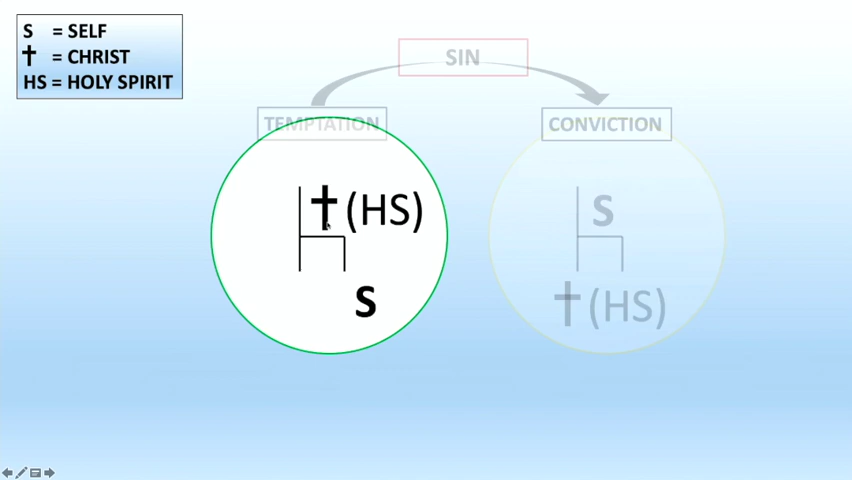 S = SELF
✝ = CHRIST
HS = HOLY SPIRIT
SIN
TEMPTATION
CONVICTION
✝(HS)
S
S
✝(HS)